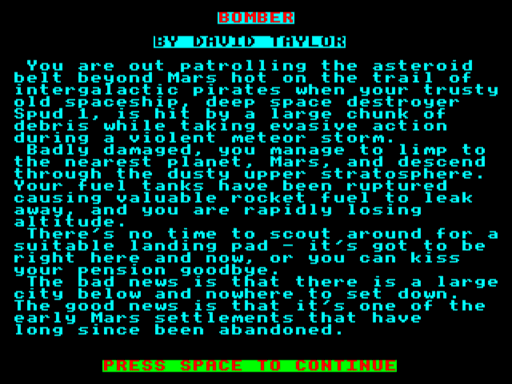 BOMBER
BY DAVID TAYLOR
You are out patrolling the asteroid
belt beyond Mars hot on the trail of
intergalactic pirates when your trusty
old spaceship, deep space destroyer
Spud 1, is hit by a large chunk of
debris while taking evasive action
during a violent meteor storm.
Badly damaged, you manage to limp to
the nearest planet, Mars, and descend
through the dusty upper stratosphere.
Your fuel tanks have been ruptured
causing valuable rocket fuel to leak
away, and you are rapidly losing
altitude.
There's no time to scout around for a
suitable landing pad - it's got to be
right here and now, or you can kiss
your pension goodbye.
The bad news is that there is a large
city below and nowhere to set down.
The good news is that it's one of the
early Mars settlements that have
long since been abandoned.
PRESS SPACE TO CONTINUE